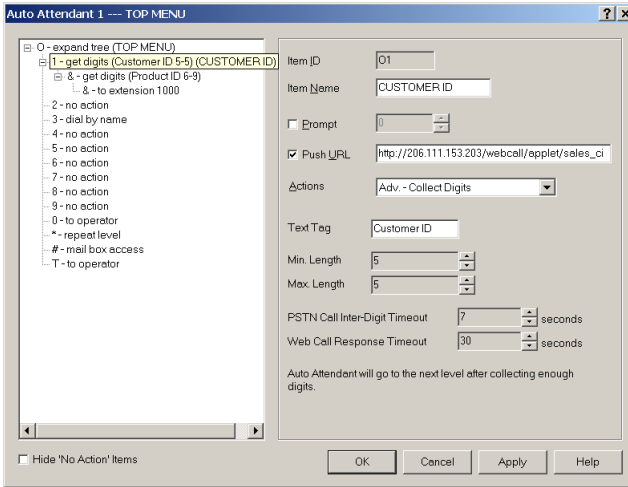 Auto Attendant 1 --- TOP MENU
O - expand tree (TOP MENU)
1 - get digits (Customer ID 5-5) (CUSTOMER ID)
& - get digits (Product ID 6-9)
& - to extension 1000
2 - no action
3 - dial by name
4 - no action
5 - no action
6 - no action
7 - no action
8 - no action
9 - no action
0 - to operator
* - repeat level
# - mail box access
T - to operator
Hide 'No Action' Items
Item ID O1
Item Name CUSTOMER ID
Prompt 0
Push URL http://206.111.153.203/webcall/applet/sales_ci
Actions Adv. - Collect Digits
Text Tag Customer ID
Min. Length 5
Max. Length 5
PSTN Call Inter-Digit Timeout 7 seconds
Web Call Response Timeout 30 seconds
Auto Attendant will go to the next level after collecting enough
digits.
OK Cancel Apply Help